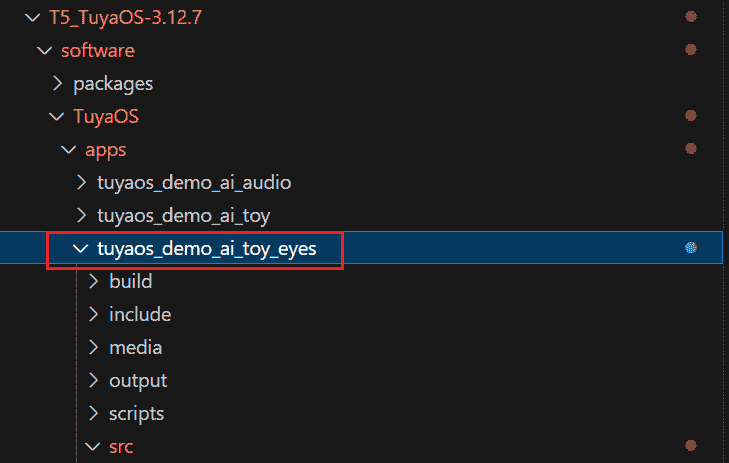 T5_TuyaOS-3.12.7
software
packages
TuyaOS
apps
tuyaos_demo_ai_audio
tuyaos_demo_ai_toy
tuyaos_demo_ai_toy_eyes
build
include
media
output
scripts
src